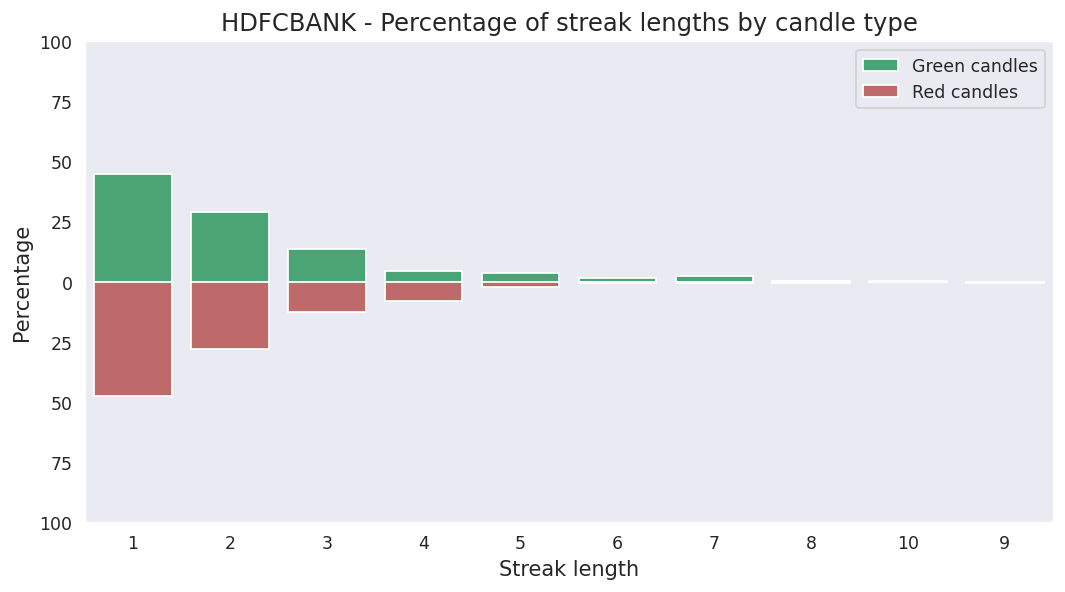 HDFCBANK - Percentage of streak lengths by candle type
Green candles
Red candles
Percentage
100
75
50
25
0
25
50
75
100
1 2 3 4 5 6 7 8 10 9
Streak length